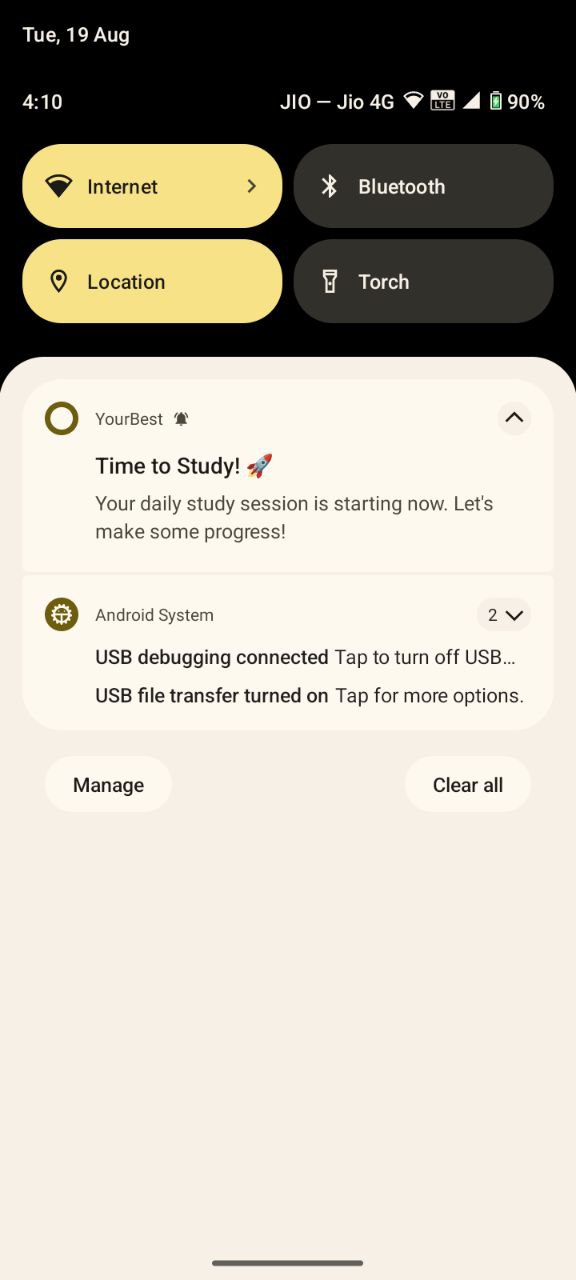 Tue, 19 Aug
4:10 JIO — Jio 4G VO LTE 90%
Internet
Bluetooth
Location
Torch
YourBest
Time to Study! 🚀
Your daily study session is starting now. Let's
make some progress!
Android System 2
USB debugging connected Tap to turn off USB...
USB file transfer turned on Tap for more options.
Manage
Clear all